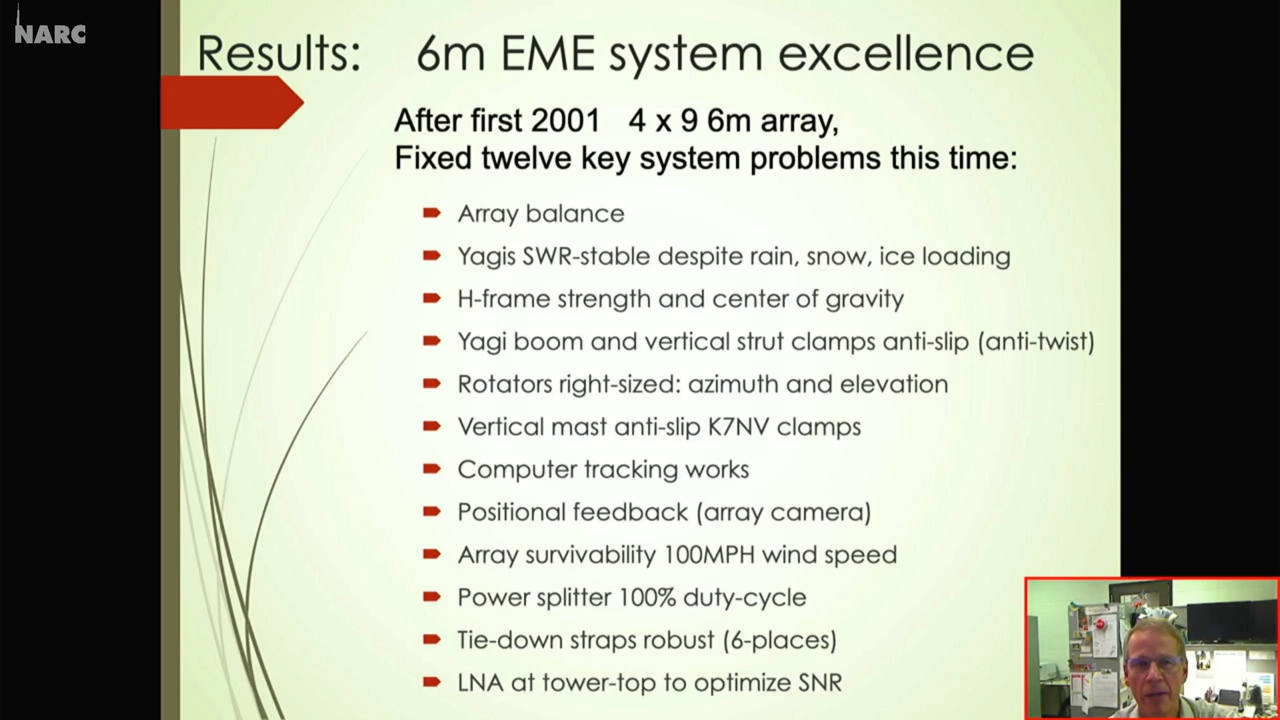 NARC
Results: 6m EME system excellence
After first 2001 4 x 9 6m array,
Fixed twelve key system problems this time:
Array balance
Yagis SWR-stable despite rain, snow, ice loading
H-frame strength and center of gravity
Yagi boom and vertical strut clamps anti-slip (anti-twist)
Rotators right-sized: azimuth and elevation
Vertical mast anti-slip K7NV clamps
Computer tracking works
Positional feedback (array camera)
Array survivability 100MPH wind speed
Power splitter 100% duty-cycle
Tie-down straps robust (6-places)
LNA at tower-top to optimize SNR